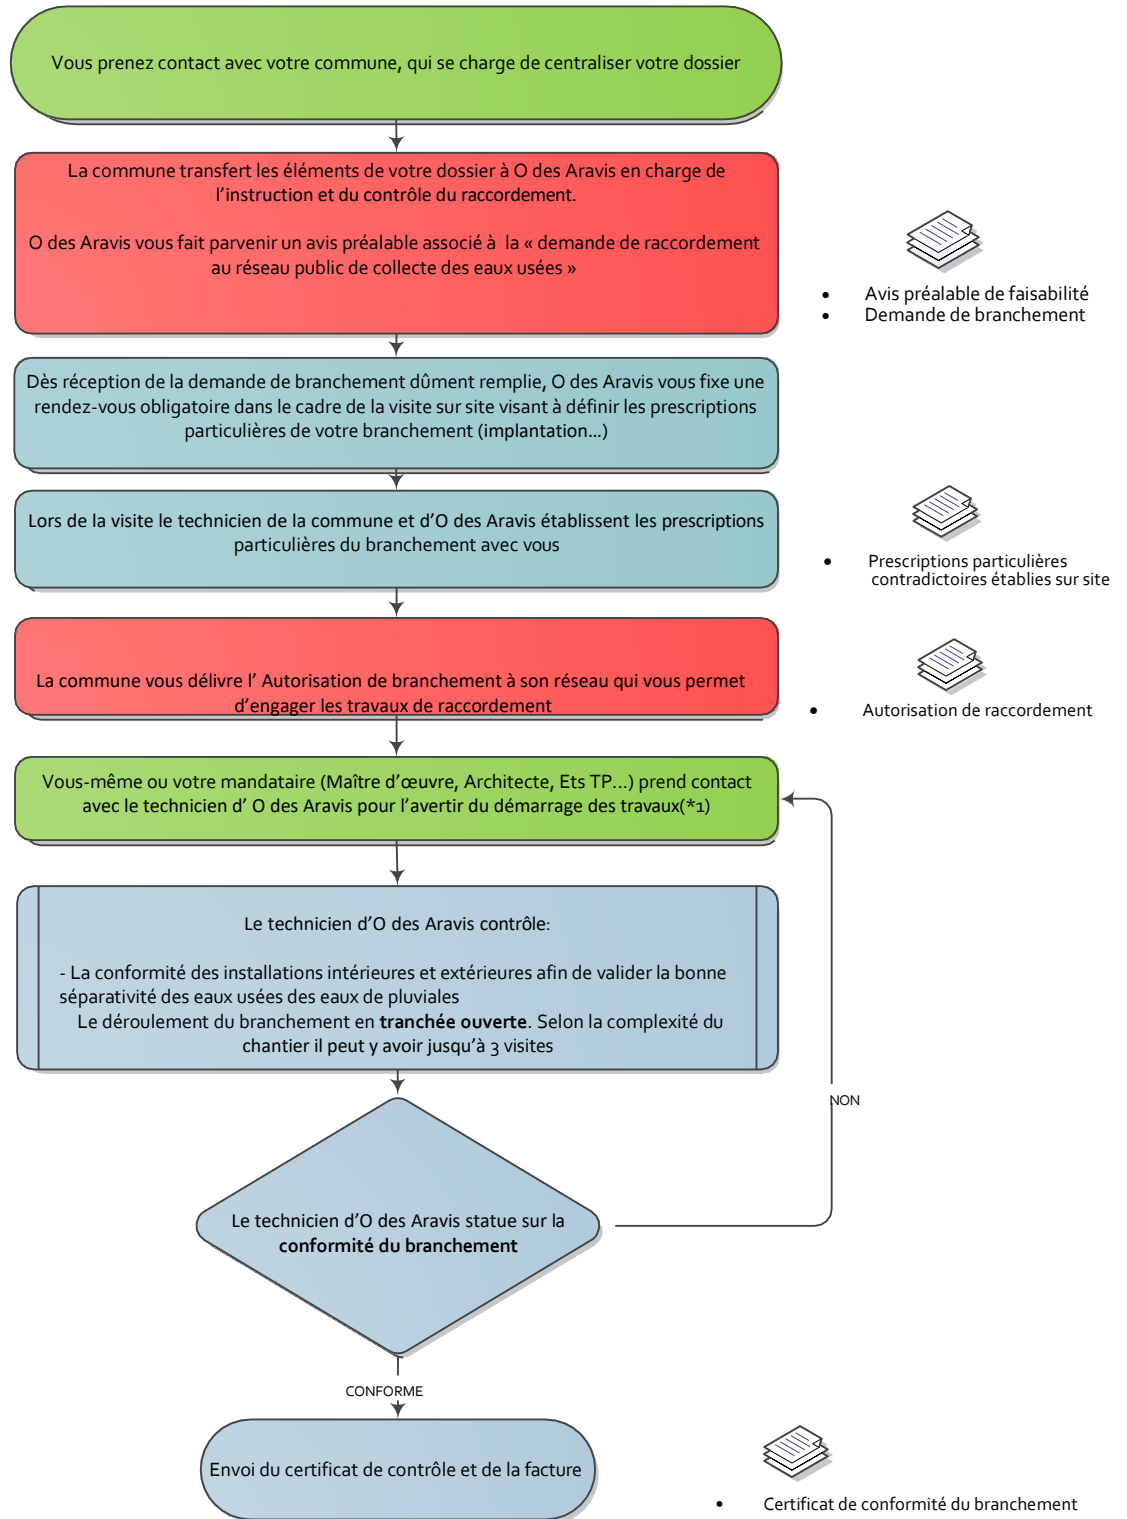 Vous prenez contact avec votre commune, qui se charge de centraliser votre dossier
La commune transfert les éléments de votre dossier à O des Aravis en charge de
l'instruction et du contrôle du raccordement.
O des Aravis vous fait parvenir un avis préalable associé à la « demande de raccordement
au réseau public de collecte des eaux usées »
• Avis préalable de faisabilité
• Demande de branchement
Dès réception de la demande de branchement dûment remplie, O des Aravis vous fixe une
rendez-vous obligatoire dans le cadre de la visite sur site visant à définir les prescriptions
particulières de votre branchement (implantation...)
Lors de la visite le technicien de la commune et d'O des Aravis établissent les prescriptions
particulières du branchement avec vous
• Prescriptions particulières
contradictoires établies sur site
La commune vous délivre l' Autorisation de branchement à son réseau qui vous permet
d'engager les travaux de raccordement
• Autorisation de raccordement
Vous-même ou votre mandataire (Maître d'œuvre, Architecte, Ets TP...) prend contact
avec le technicien d' O des Aravis pour l'avertir du démarrage des travaux(*1)
Le technicien d'O des Aravis contrôle:
- La conformité des installations intérieures et extérieures afin de valider la bonne
séparativité des eaux usées des eaux de pluviales
Le déroulement du branchement en tranchée ouverte. Selon la complexité du
chantier il peut y avoir jusqu'à 3 visites
NON
Le technicien d'O des Aravis statue sur la
conformité du branchement
CONFORME
Envoi du certificat de contrôle et de la facture
• Certificat de conformité du branchement